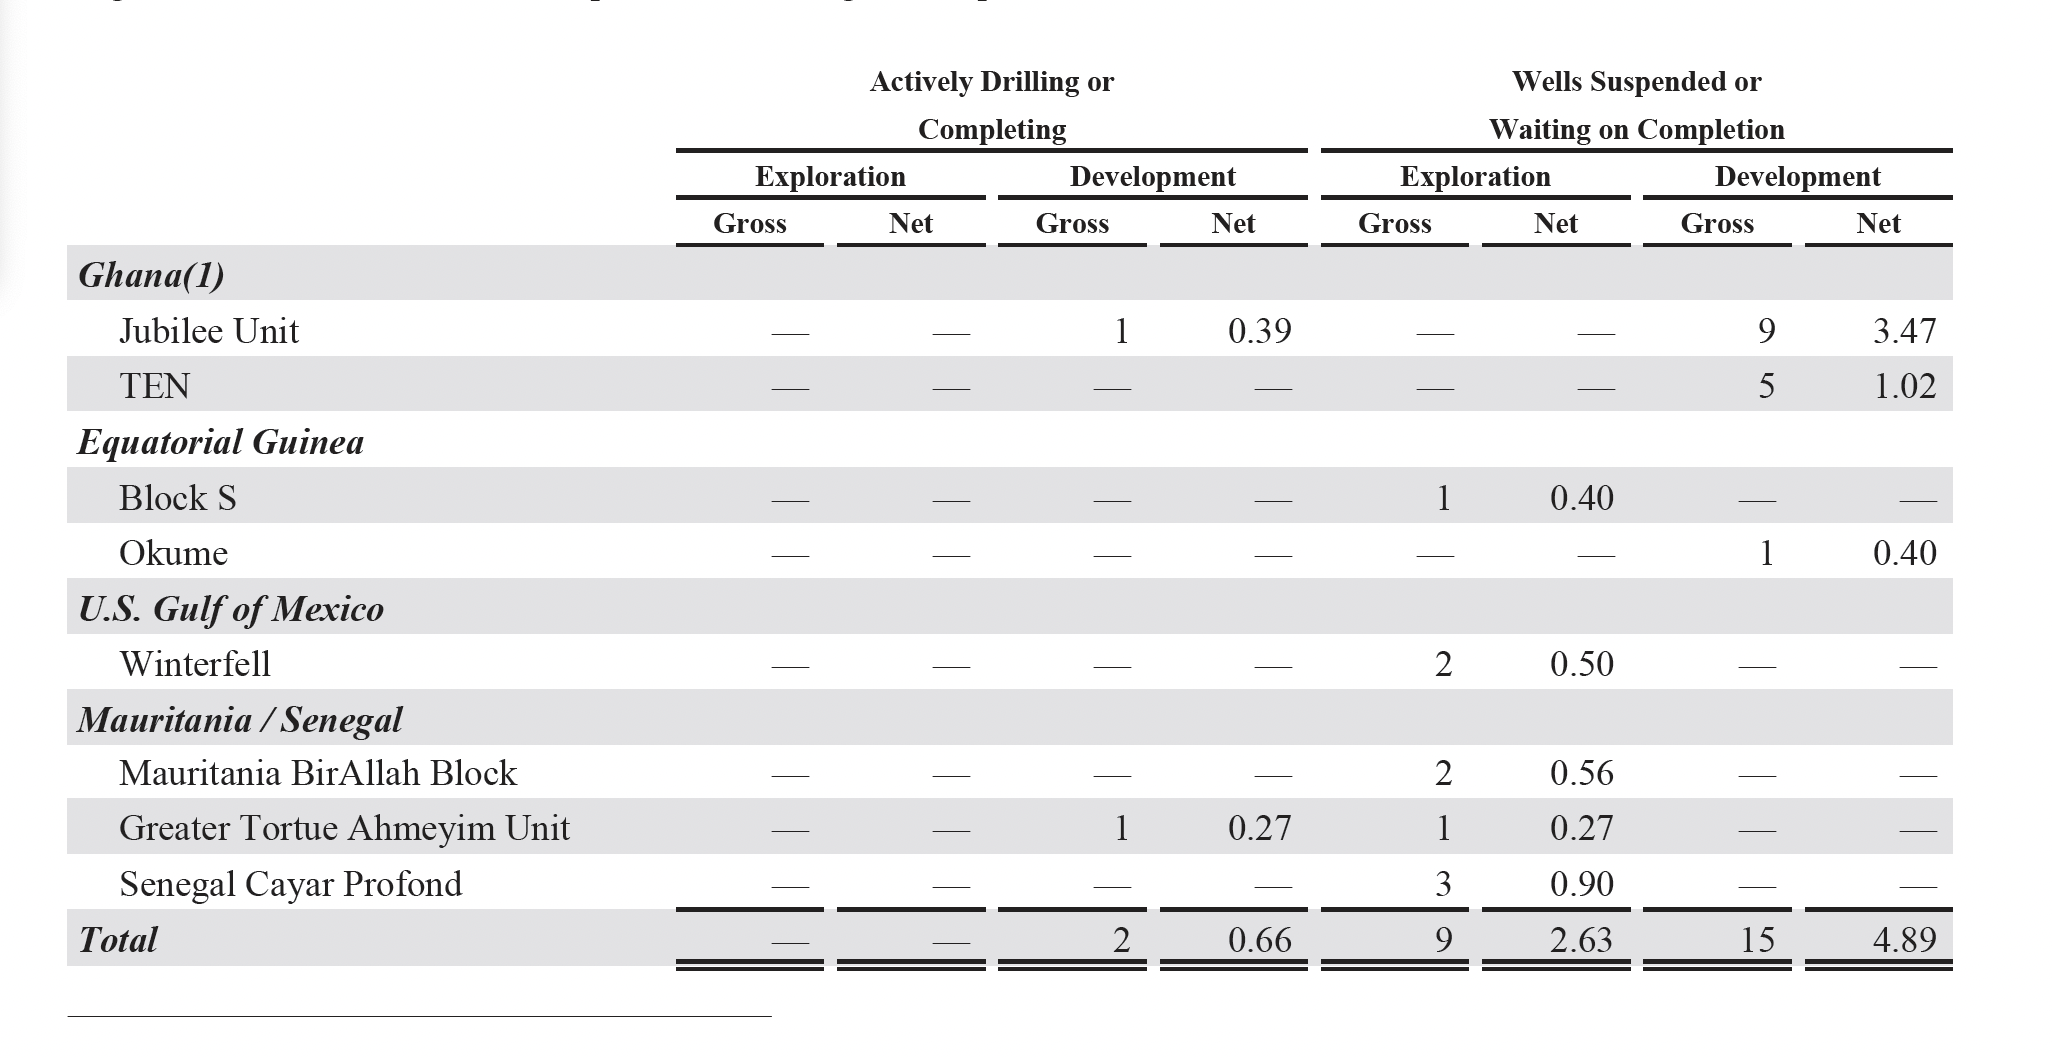 Actively Drilling or Wells Suspended or
Completing Waiting on Completion
Exploration Development Exploration Development
Gross Net Gross Net Gross Net Gross Net
Ghana(1)
Jubilee Unit — — 1 0.39 — — 9 3.47
TEN — — — — — — 5 1.02
Equatorial Guinea
Block S — — — — 1 0.40 — —
Okume — — — — — — 1 0.40
U.S. Gulf of Mexico
Winterfell — — — — 2 0.50 — —
Mauritania / Senegal
Mauritania BirAllah Block — — — — 2 0.56 — —
Greater Tortue Ahmeyim Unit — — 1 0.27 1 0.27 — —
Senegal Cayar Profond — — — — 3 0.90 — —
Total — — 2 0.66 9 2.63 15 4.89